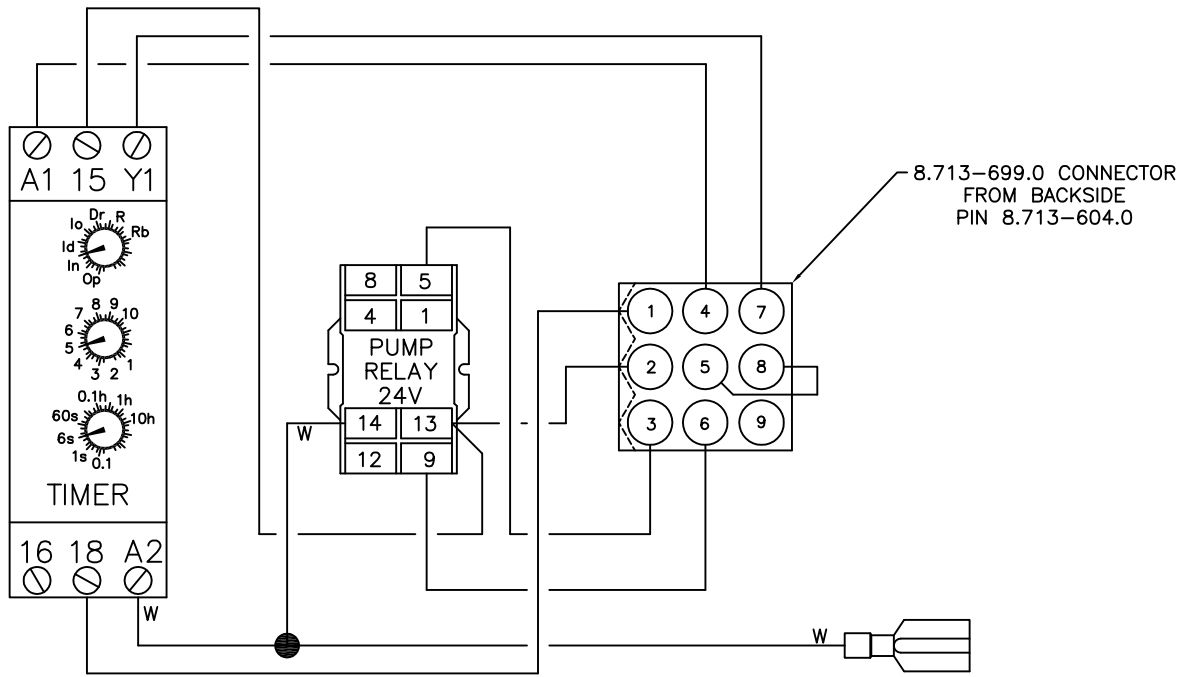 A1 15 Y1
Dr R
Io Rb
Id
In
Op
8 9
7 10
6
5
4 1
3 2
0.1h 1h
60s 10h
6s
1s 0.1
TIMER
16 18 A2
W
8 5
4 1
PUMP
RELAY
24V
14 13
W
12 9
8.713-699.0 CONNECTOR
FROM BACKSIDE
PIN 8.713-604.0
1 4 7
2 5 8
3 6 9
W